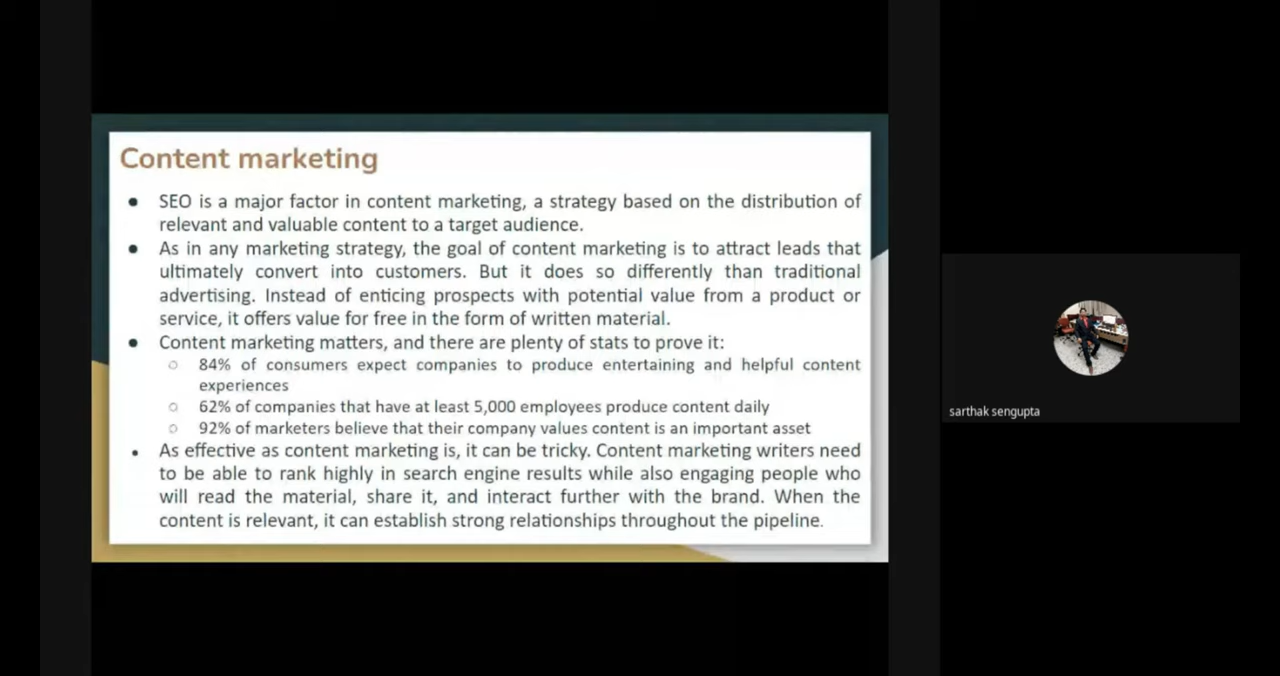 Content marketing
● SEO is a major factor in content marketing, a strategy based on the distribution of
relevant and valuable content to a target audience.
● As in any marketing strategy, the goal of content marketing is to attract leads that
ultimately convert into customers. But it does so differently than traditional
advertising. Instead of enticing prospects with potential value from a product or
service, it offers value for free in the form of written material.
● Content marketing matters, and there are plenty of stats to prove it:
○ 84% of consumers expect companies to produce entertaining and helpful content
experiences
○ 62% of companies that have at least 5,000 employees produce content daily
○ 92% of marketers believe that their company values content is an important asset
● As effective as content marketing is, it can be tricky. Content marketing writers need
to be able to rank highly in search engine results while also engaging people who
will read the material, share it, and interact further with the brand. When the
content is relevant, it can establish strong relationships throughout the pipeline.
sarthak sengupta